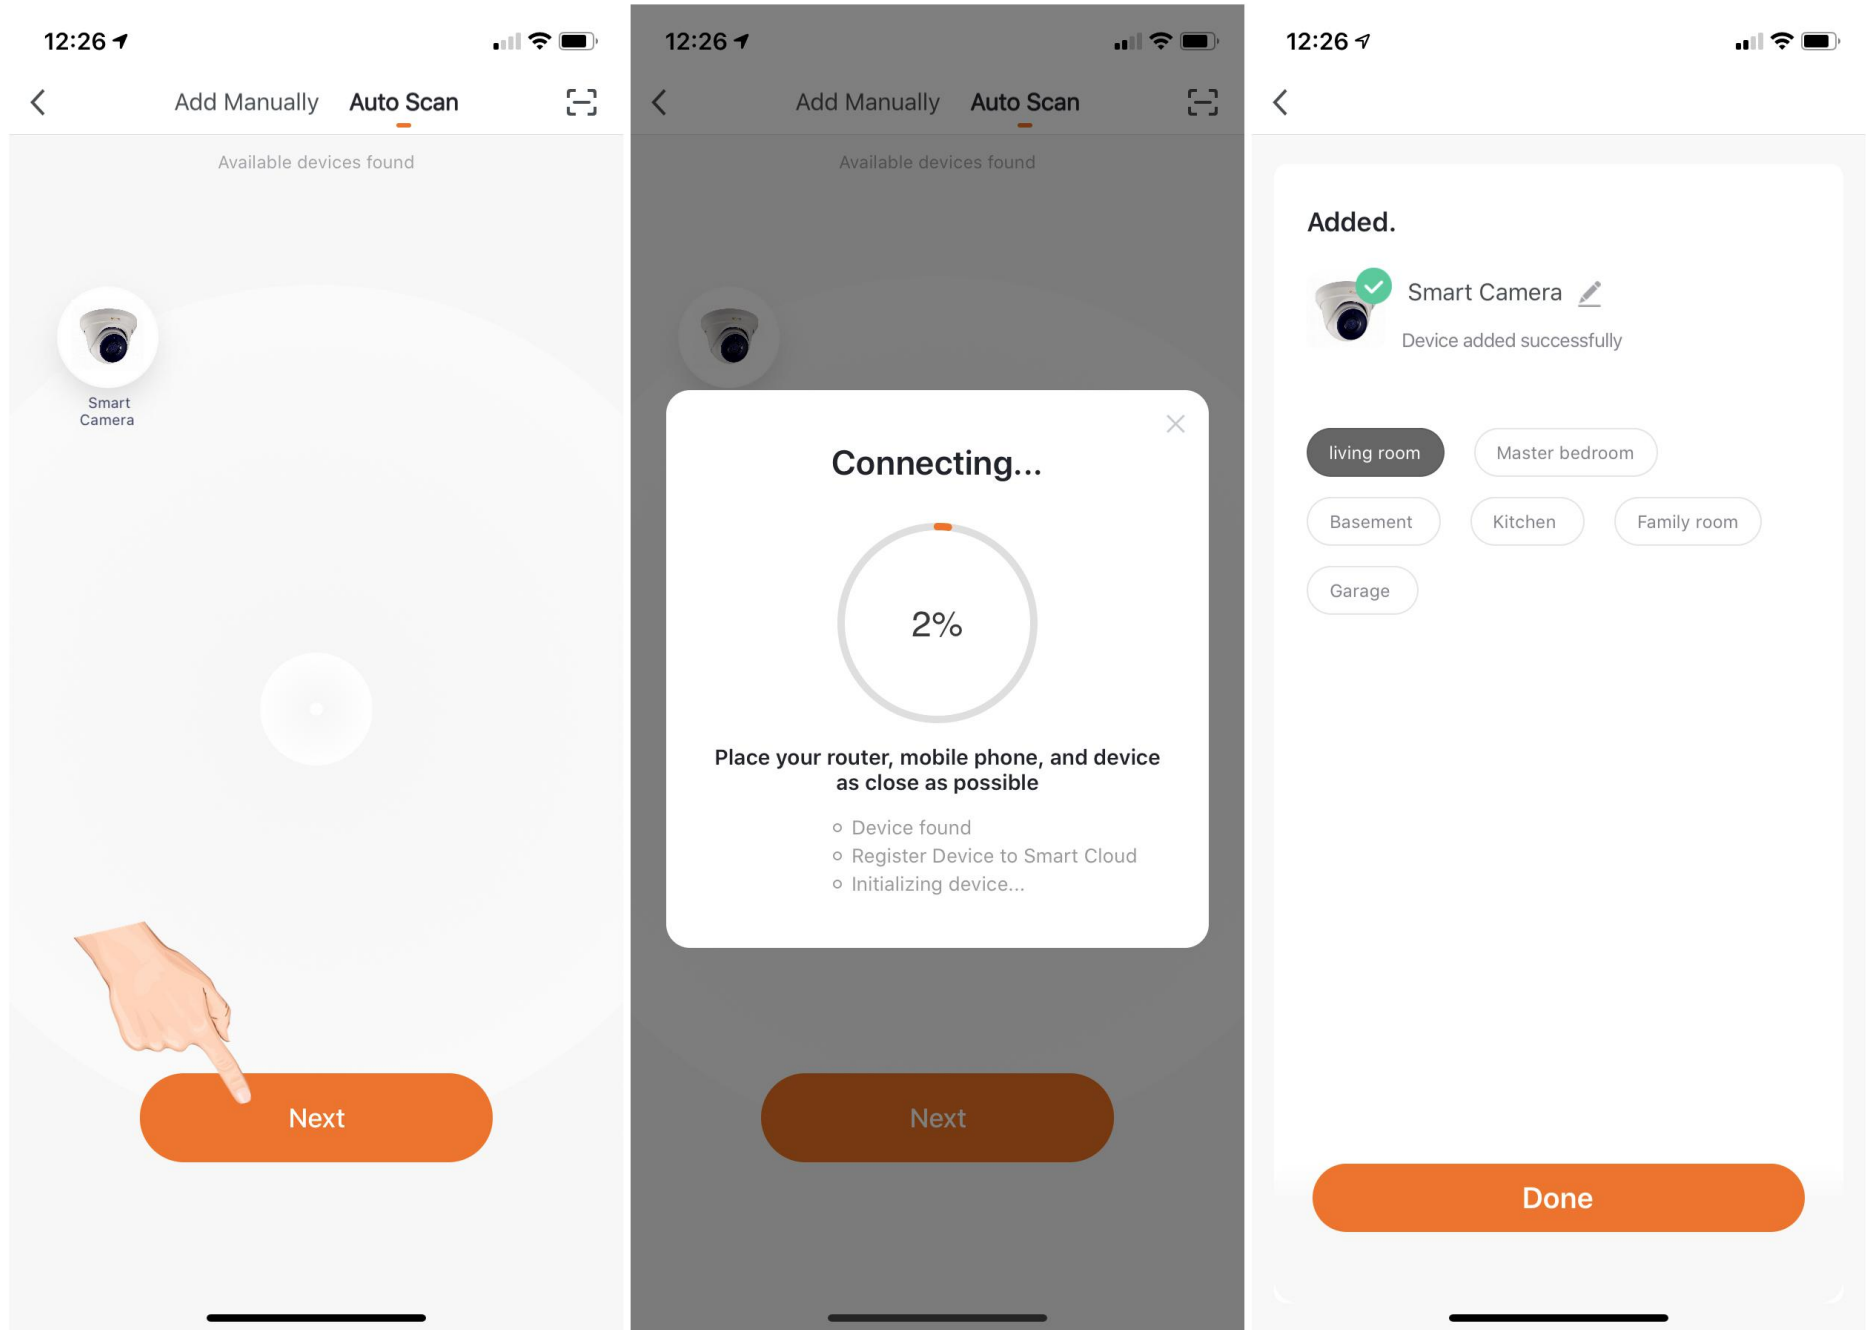 12:26
Add Manually Auto Scan
Available devices found
Smart
Camera
Next
12:26
Add Manually Auto Scan
Available devices found
Connecting...
2%
Place your router, mobile phone, and device
as close as possible
Device found
Register Device to Smart Cloud
Initializing device...
Next
12:26
Added.
Smart Camera
Device added successfully
living room Master bedroom
Basement Kitchen Family room
Garage
Done